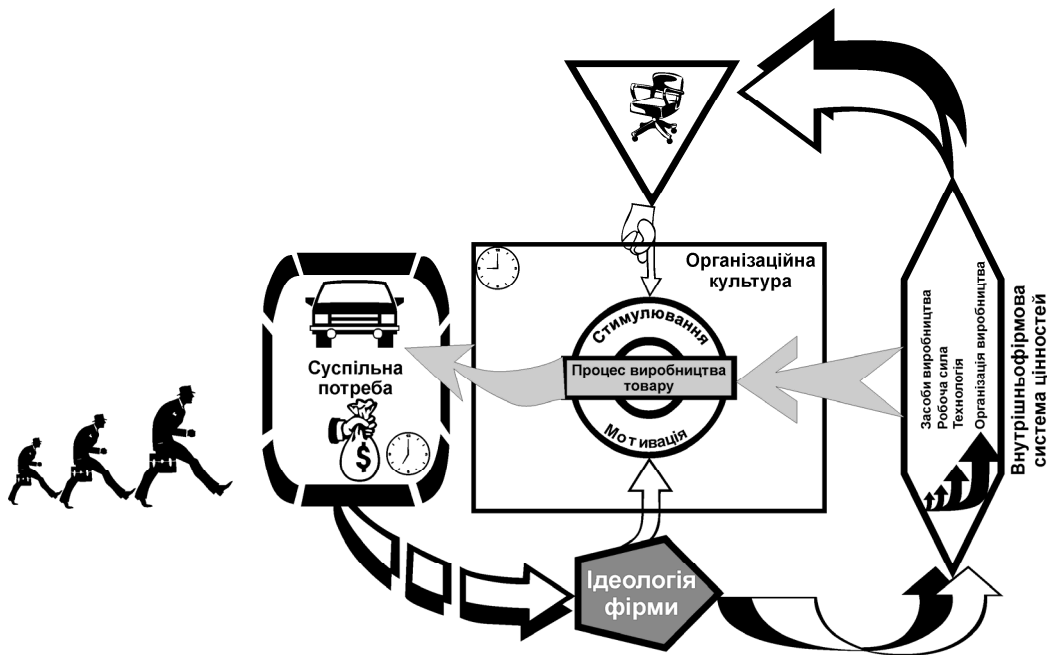 Організаційна
культура
Стимулювання
Процес виробництва
товару
Мотивація
Суспільна
потреба
$
Ідеологія
фірми
Засоби виробництва
Робоча сила
Технологія
Організація виробництва
Внутрішньофірмова
система цінностей